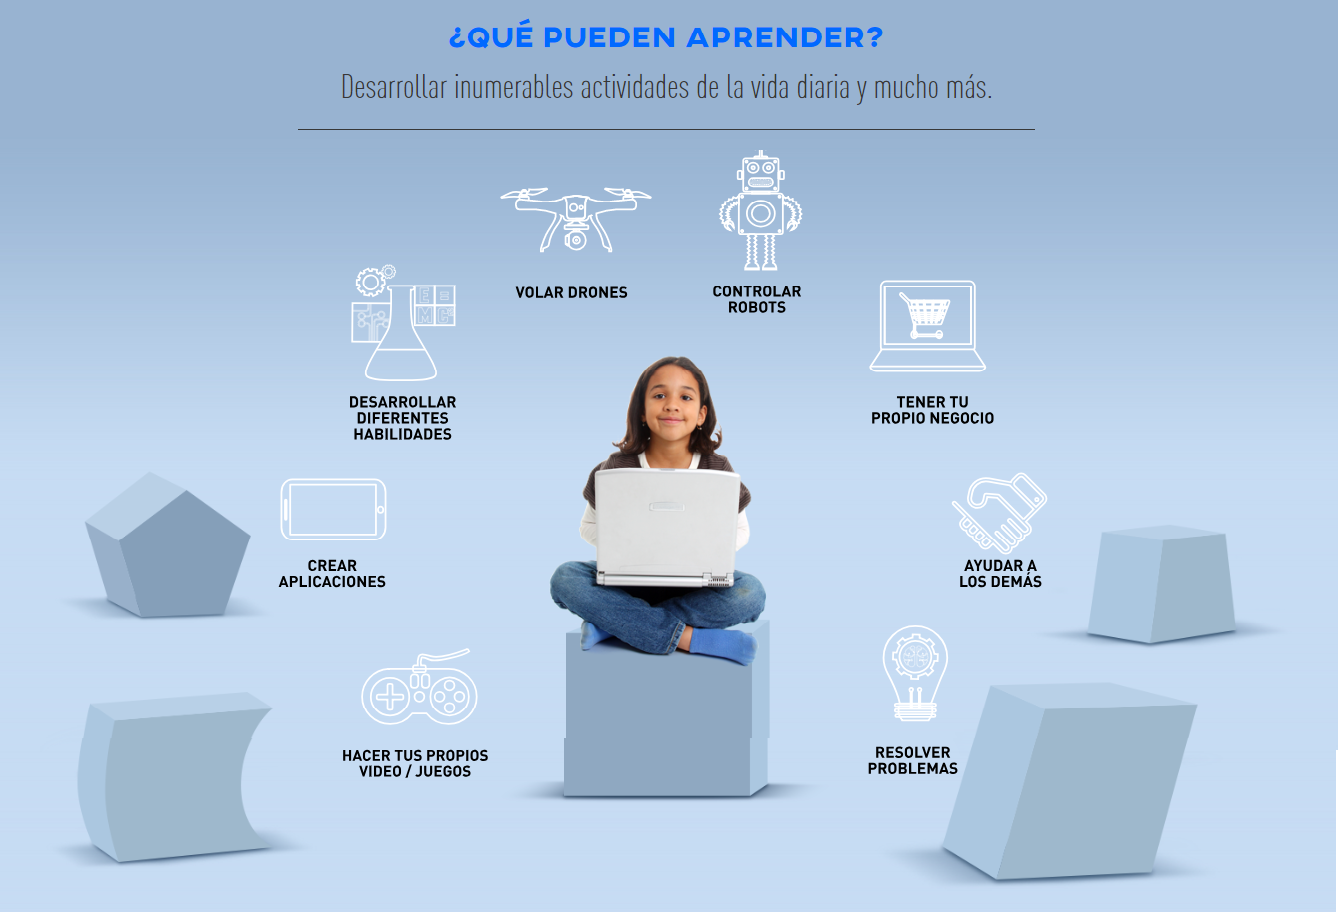 ¿QUÉ PUEDEN APRENDER?
Desarrollar inumerables actividades de la vida diaria y mucho más.
VOLAR DRONES
CONTROLAR
ROBOTS
DESARROLLAR
DIFERENTES
HABILIDADES
TENER TU
PROPIO NEGOCIO
CREAR
APLICACIONES
AYUDAR A
LOS DEMÁS
HACER TUS PROPIOS
VIDEO / JUEGOS
RESOLVER
PROBLEMAS